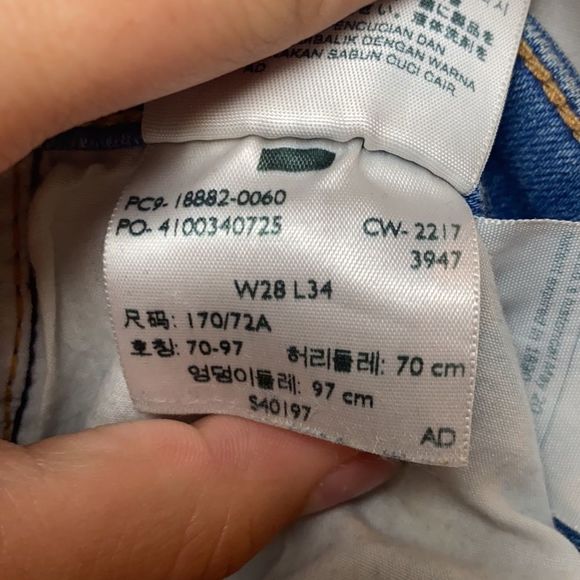 ENCUCIAN DAN
BALIK DENGAN WARNA
AKAN SABUN CUCI CAIR
AD
PC9-18882-0060
PO-4100340725
CW-2217
3947
W28 L34
尺码: 170/72A
호칭: 70-97 허리둘레: 70 cm
엉덩이둘레: 97 cm
S40197
AD